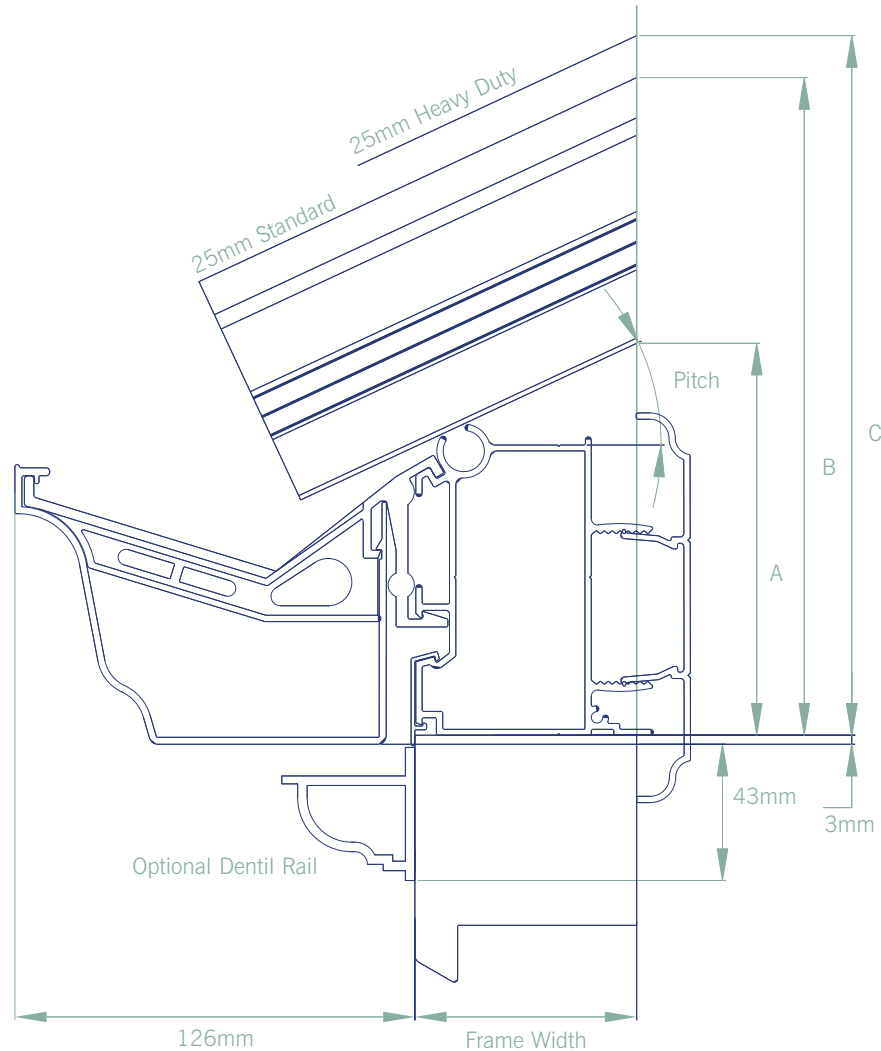 25mm Heavy Duty
25mm Standard
Pitch
C
B
A
43mm
3mm
Optional Dentil Rail
126mm
Frame Width